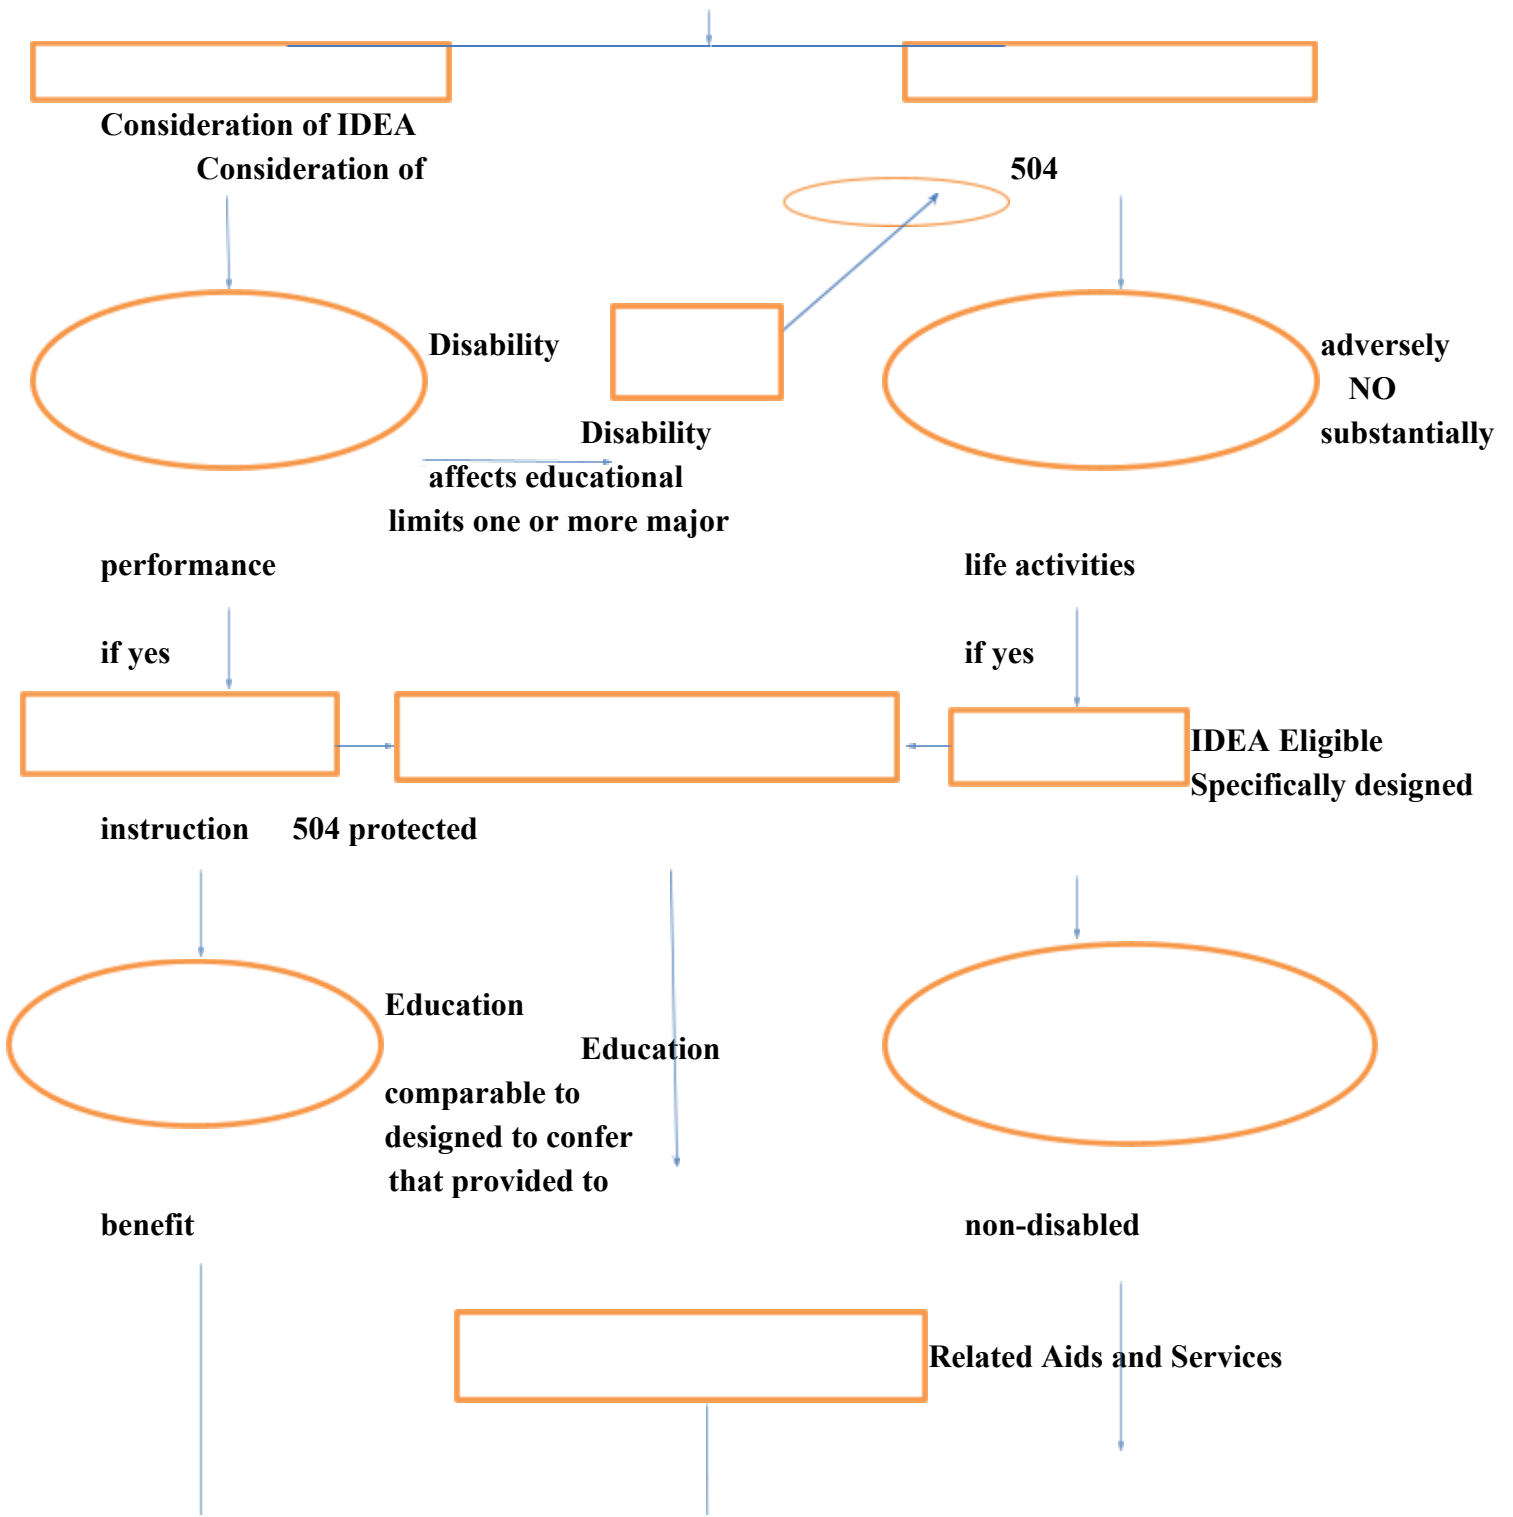 Consideration of IDEA
Consideration of 504
Disability adversely
NO
Disability substantially
affects educational
limits one or more major
performance life activities
if yes if yes
IDEA Eligible
Specifically designed
instruction 504 protected
Education
Education
comparable to
designed to confer
that provided to
benefit non-disabled
Related Aids and Services